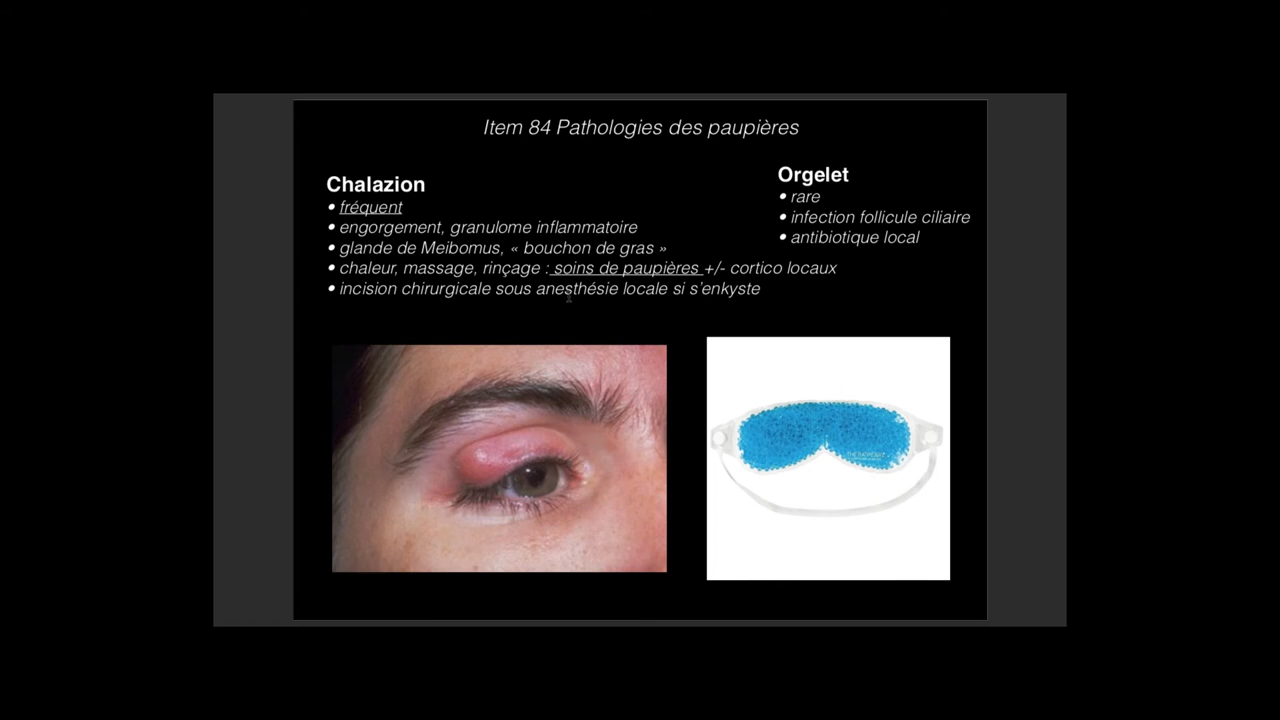 Item 84 Pathologies des paupières
Chalazion
• fréquent
• engorgement, granulome inflammatoire
• glande de Meibomus, « bouchon de gras »
• chaleur, massage, rinçage : soins de paupières +/- cortico locaux
• incision chirurgicale sous anesthésie locale si s’enkyste
Orgelet
• rare
• infection follicule ciliaire
• antibiotique local